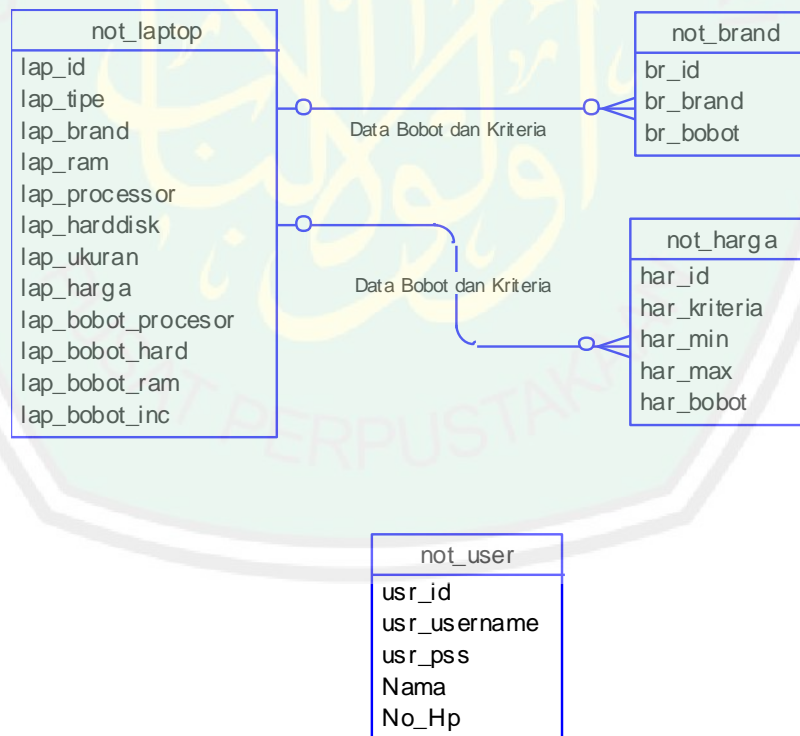 not_laptop
lap_id
lap_tipe
lap_brand
lap_ram
lap_processor
lap_harddisk
lap_ukuran
lap_harga
lap_bobot_procesor
lap_bobot_hard
lap_bobot_ram
lap_bobot_inc
Data Bobot dan Kriteria
not_brand
br_id
br_brand
br_bobot
Data Bobot dan Kriteria
not_harga
har_id
har_kriteria
har_min
har_max
har_bobot
PERPUSTAKAAN
not_user
usr_id
usr_username
usr_pss
Nama
No_Hp